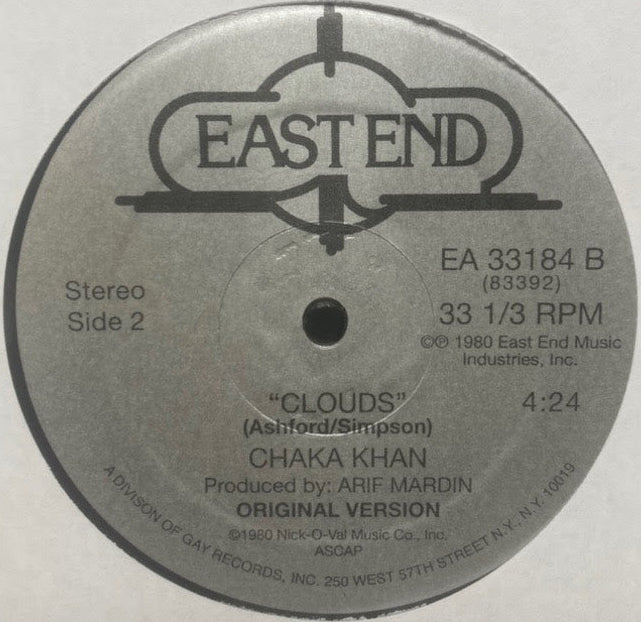 EAST END
EA 33184 B
(83392)
Stereo
Side 2
33 1/3 RPM
©℗ 1980 East End Music
Industries, Inc.
"CLOUDS"
4:24
(Ashford/Simpson)
CHAKA KHAN
Produced by: ARIF MARDIN
ORIGINAL VERSION
©1980 Nick-O-Val Music Co., Inc.
ASCAP
A DIVISION OF GAY RECORDS, INC. 250 WEST 57TH STREET N.Y., N.Y. 10019